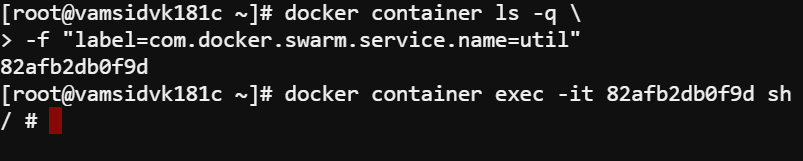 [root@vamsidvk181c ~]# docker container ls -q \
> -f "label=com.docker.swarm.service.name=util"
82afb2db0f9d
[root@vamsidvk181c ~]# docker container exec -it 82afb2db0f9d sh
/ #